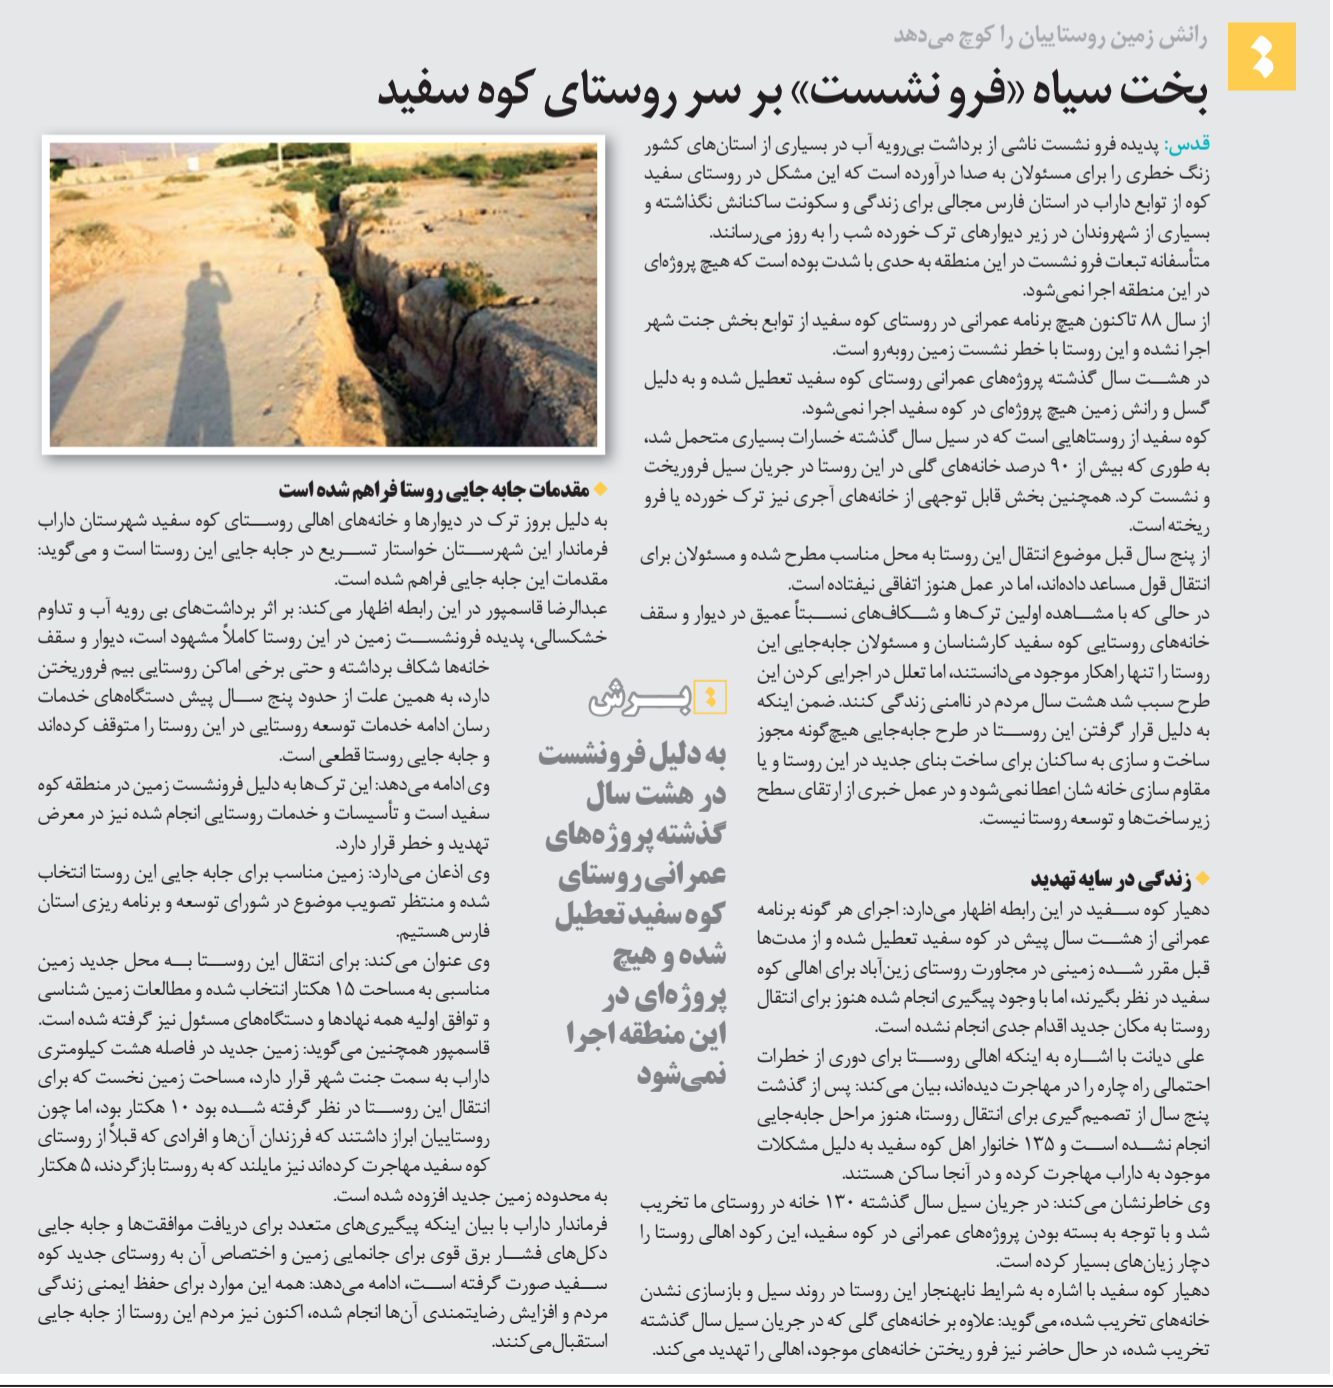 رانش زمین روستاییان را کوچ می‌دهد
بخت سیاه «فرو نشست» بر سر روستای کوه سفید
قدس: پدیده فرو نشست ناشی از برداشت بی‌رویه آب در بسیاری از استان‌های کشور
زنگ خطری را برای مسئولان به صدا درآورده است که این مشکل در روستای سفید
کوه از توابع داراب در استان فارس مجالی برای زندگی و سکونت ساکنانش نگذاشته و
بسیاری از شهروندان در زیر دیوارهای ترک خورده شب را به روز می‌رسانند.
متأسفانه تبعات فرو نشست در این منطقه به حدی با شدت بوده است که هیچ پروژه‌ای
در این منطقه اجرا نمی‌شود.
از سال ۸۸ تاکنون هیچ برنامه عمرانی در روستای کوه سفید از توابع بخش جنت شهر
اجرا نشده و این روستا با خطر نشست زمین روبه‌رو است.
در هشت سال گذشته پروژه‌های عمرانی روستای کوه سفید تعطیل شده و به دلیل
گسل و رانش زمین هیچ پروژه‌ای در کوه سفید اجرا نمی‌شود.
کوه سفید از روستاهایی است که در سیل سال گذشته خسارات بسیاری متحمل شد،
به طوری که بیش از ۹۰ درصد خانه‌های گلی در این روستا در جریان سیل فروریخت
و نشست کرد. همچنین بخش قابل توجهی از خانه‌های آجری نیز ترک خورده یا فرو
ریخته است.
از پنج سال قبل موضوع انتقال این روستا به محل مناسب مطرح شده و مسئولان برای
انتقال قول مساعد داده‌اند، اما در عمل هنوز اتفاقی نیفتاده است.
در حالی که با مشاهده اولین ترک‌ها و شکاف‌های نسبتاً عمیق در دیوار و سقف
خانه‌های روستایی کوه سفید کارشناسان و مسئولان جابه‌جایی این
روستا را تنها راهکار موجود می‌دانستند، اما تعلل در اجرایی کردن این
طرح سبب شد هشت سال مردم در ناامنی زندگی کنند. ضمن اینکه
به دلیل قرار گرفتن این روستا در طرح جابه‌جایی هیچ‌گونه مجوز
ساخت و سازی به ساکنان برای ساخت بنای جدید در این روستا و یا
مقاوم سازی خانه شان اعطا نمی‌شود و در عمل خبری از ارتقای سطح
زیرساخت‌ها و توسعه روستا نیست.
زندگی در سایه تهدید
دهیار کوه سفید در این رابطه اظهار می‌دارد: اجرای هر گونه برنامه
عمرانی از هشت سال پیش در کوه سفید تعطیل شده و از مدت‌ها
قبل مقرر شده زمینی در مجاورت روستای زین‌آباد برای اهالی کوه
سفید در نظر بگیرند، اما با وجود پیگیری انجام شده هنوز برای انتقال
روستا به مکان جدید اقدام جدی انجام نشده است.
علی دیانت با اشاره به اینکه اهالی روستا برای دوری از خطرات
احتمالی راه چاره را در مهاجرت دیده‌اند، بیان می‌کند: پس از گذشت
پنج سال از تصمیم‌گیری برای انتقال روستا، هنوز مراحل جابه‌جایی
انجام نشده است و ۱۳۵ خانوار اهل کوه سفید به دلیل مشکلات
موجود به داراب مهاجرت کرده و در آنجا ساکن هستند.
وی خاطرنشان می‌کند: در جریان سیل سال گذشته ۱۳۰ خانه در روستای ما تخریب
شد و با توجه به بسته بودن پروژه‌های عمرانی در کوه سفید، این رکود اهالی روستا را
دچار زیان‌های بسیار کرده است.
دهیار کوه سفید با اشاره به شرایط نابهنجار این روستا در روند سیل و بازسازی نشدن
خانه‌های تخریب شده، می‌گوید: علاوه بر خانه‌های گلی که در جریان سیل سال گذشته
تخریب شده، در حال حاضر نیز فرو ریختن خانه‌های موجود، اهالی را تهدید می‌کند.
برش
به دلیل فرونشست
در هشت سال
گذشته پروژه‌های
عمرانی روستای
کوه سفید تعطیل
شده و هیچ
پروژه‌ای در
این منطقه اجرا
نمی‌شود
مقدمات جابه جایی روستا فراهم شده است
به دلیل بروز ترک در دیوارها و خانه‌های اهالی روستای کوه سفید شهرستان داراب
فرماندار این شهرستان خواستار تسریع در جابه جایی این روستا است و می‌گوید:
مقدمات این جابه جایی فراهم شده است.
عبدالرضا قاسمپور در این رابطه اظهار می‌کند: بر اثر برداشت‌های بی رویه آب و تداوم
خشکسالی، پدیده فرونشست زمین در این روستا کاملاً مشهود است، دیوار و سقف
خانه‌ها شکاف برداشته و حتی برخی اماکن روستایی بیم فروریختن
دارد، به همین علت از حدود پنج سال پیش دستگاه‌های خدمات
رسان ادامه خدمات توسعه روستایی در این روستا را متوقف کرده‌اند
و جابه جایی روستا قطعی است.
وی ادامه می‌دهد: این ترک‌ها به دلیل فرونشست زمین در منطقه کوه
سفید است و تأسیسات و خدمات روستایی انجام شده نیز در معرض
تهدید و خطر قرار دارد.
وی اذعان می‌دارد: زمین مناسب برای جابه جایی این روستا انتخاب
شده و منتظر تصویب موضوع در شورای توسعه و برنامه ریزی استان
فارس هستیم.
وی عنوان می‌کند: برای انتقال این روستا به محل جدید زمین
مناسبی به مساحت ۱۵ هکتار انتخاب شده و مطالعات زمین شناسی
و توافق اولیه همه نهادها و دستگاه‌های مسئول نیز گرفته شده است.
قاسمپور همچنین می‌گوید: زمین جدید در فاصله هشت کیلومتری
داراب به سمت جنت شهر قرار دارد، مساحت زمین نخست که برای
انتقال این روستا در نظر گرفته شده بود ۱۰ هکتار بود، اما چون
روستاییان ابراز داشتند که فرزندان آن‌ها و افرادی که قبلاً از روستای
کوه سفید مهاجرت کرده‌اند نیز مایلند که به روستا بازگردند، ۵ هکتار
به محدوده زمین جدید افزوده شده است.
فرماندار داراب با بیان اینکه پیگیری‌های متعدد برای دریافت موافقت‌ها و جابه جایی
دکل‌های فشار برق قوی برای جانمایی زمین و اختصاص آن به روستای جدید کوه
سفید صورت گرفته است، ادامه می‌دهد: همه این موارد برای حفظ ایمنی زندگی
مردم و افزایش رضایتمندی آن‌ها انجام شده، اکنون نیز مردم این روستا از جابه جایی
استقبال می‌کنند.